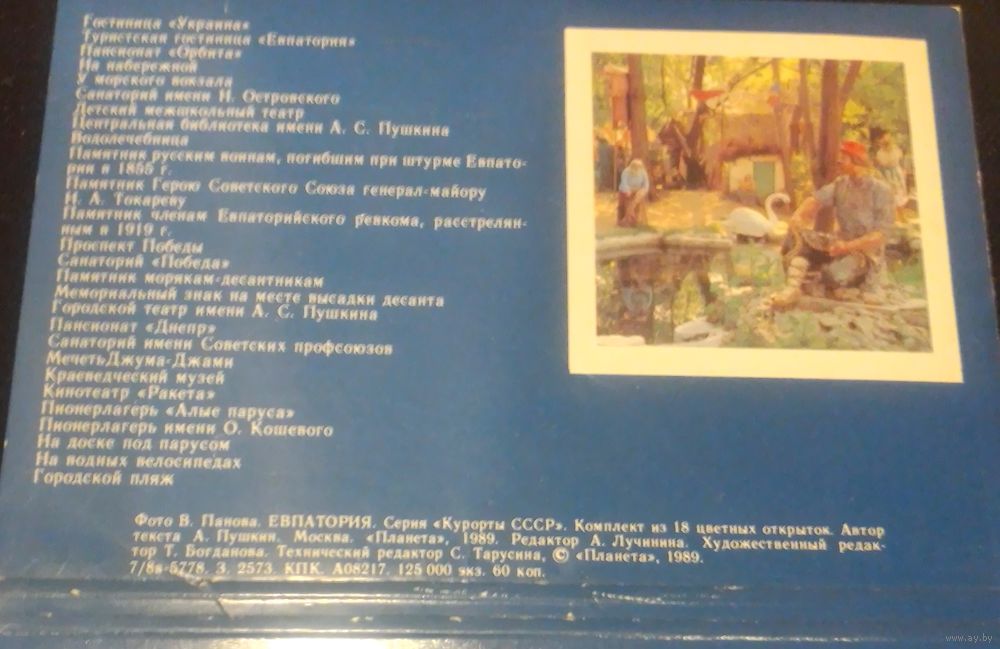 Гостиница «Украина»
Туристская гостиница «Евпатория»
Пансионат «Орбита»
На набережной
У морского вокзала
Санаторий имени Н. Островского
Детский межшкольный театр
Центральная библиотека имени А. С. Пушкина
Водолечебница
Памятник русским воинам, погибшим при штурме Евпато-
рии в 1855 г.
Памятник Герою Советского Союза генерал-майору
Н. А. Токареву
Памятник членам Евпаторийского ревкома, расстрелян-
ным в 1919 г.
Проспект Победы
Санаторий «Победа»
Памятник морякам-десантникам
Мемориальный знак на месте высадки десанта
Городской театр имени А. С. Пушкина
Пансионат «Днепр»
Санаторий имени Советских профсоюзов
Мечеть Джума-Джами
Краеведческий музей
Кинотеатр «Ракета»
Пионерлагерь «Алые паруса»
Пионерлагерь имени О. Кошевого
На доске под парусом
На водных велосипедах
Городской пляж
Фото В. Панова. ЕВПАТОРИЯ. Серия «Курорты СССР». Комплект из 18 цветных открыток. Автор
текста А. Пушкин. Москва. «Планета», 1989. Редактор А. Лучинина. Художественный редак-
тор Т. Богданова. Технический редактор С. Тарусина, © «Планета», 1989.
7/8в-5778. З. 2573. КПК. А08217. 125 000 экз. 60 коп.
www.ay.by